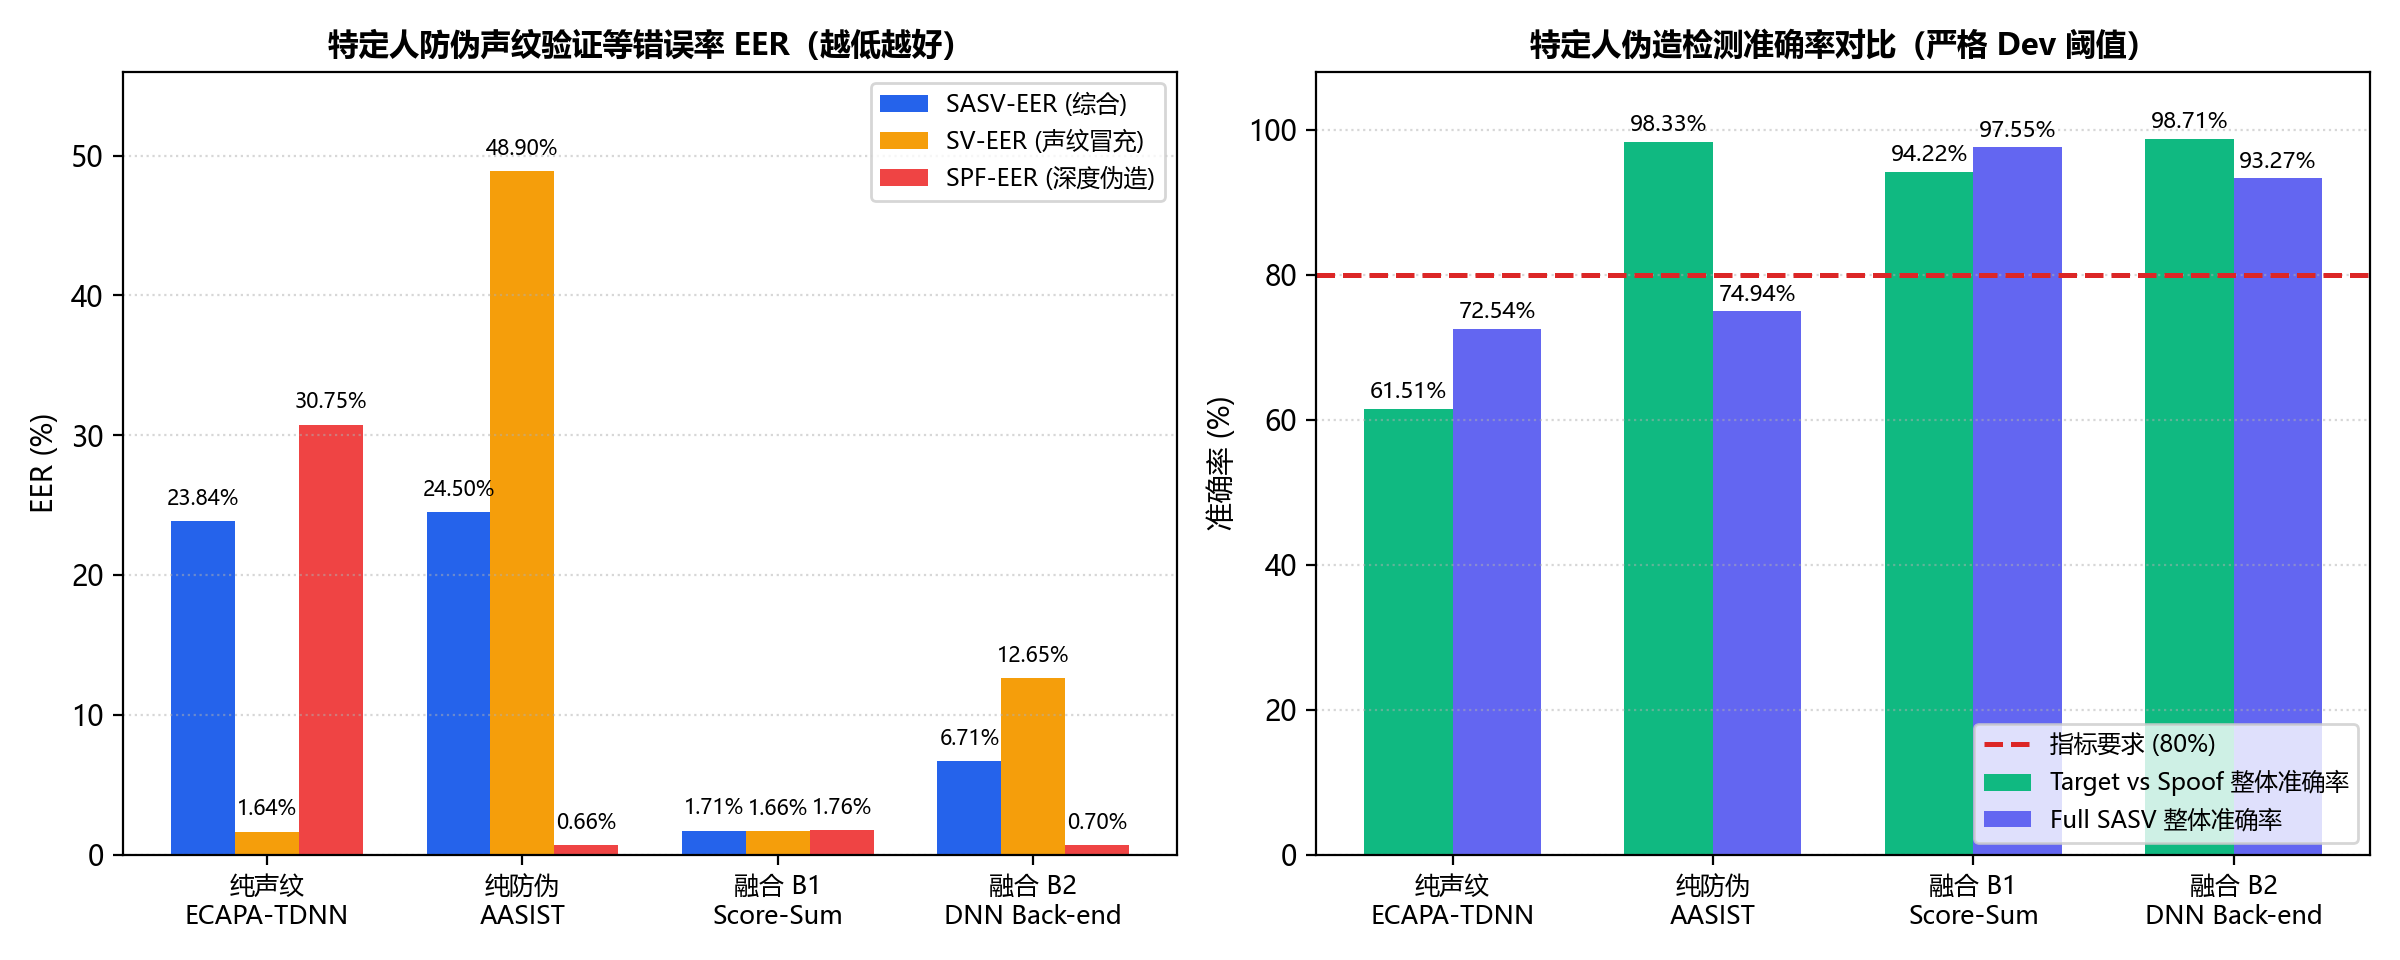 特定人防伪声纹验证等错误率 EER（越低越好）
SASV-EER (综合)
SV-EER (声纹冒充)
SPF-EER (深度伪造)
EER (%)
50
40
30
20
10
0
23.84%
1.64%
30.75%
24.50%
48.90%
0.66%
1.71%
1.66%
1.76%
6.71%
12.65%
0.70%
纯声纹
ECAPA-TDNN
纯防伪
AASIST
融合 B1
Score-Sum
融合 B2
DNN Back-end
特定人伪造检测准确率对比（严格 Dev 阈值）
准确率 (%)
100
80
60
40
20
0
61.51%
72.54%
98.33%
74.94%
94.22%
97.55%
98.71%
93.27%
指标要求 (80%)
Target vs Spoof 整体准确率
Full SASV 整体准确率
纯声纹
ECAPA-TDNN
纯防伪
AASIST
融合 B1
Score-Sum
融合 B2
DNN Back-end